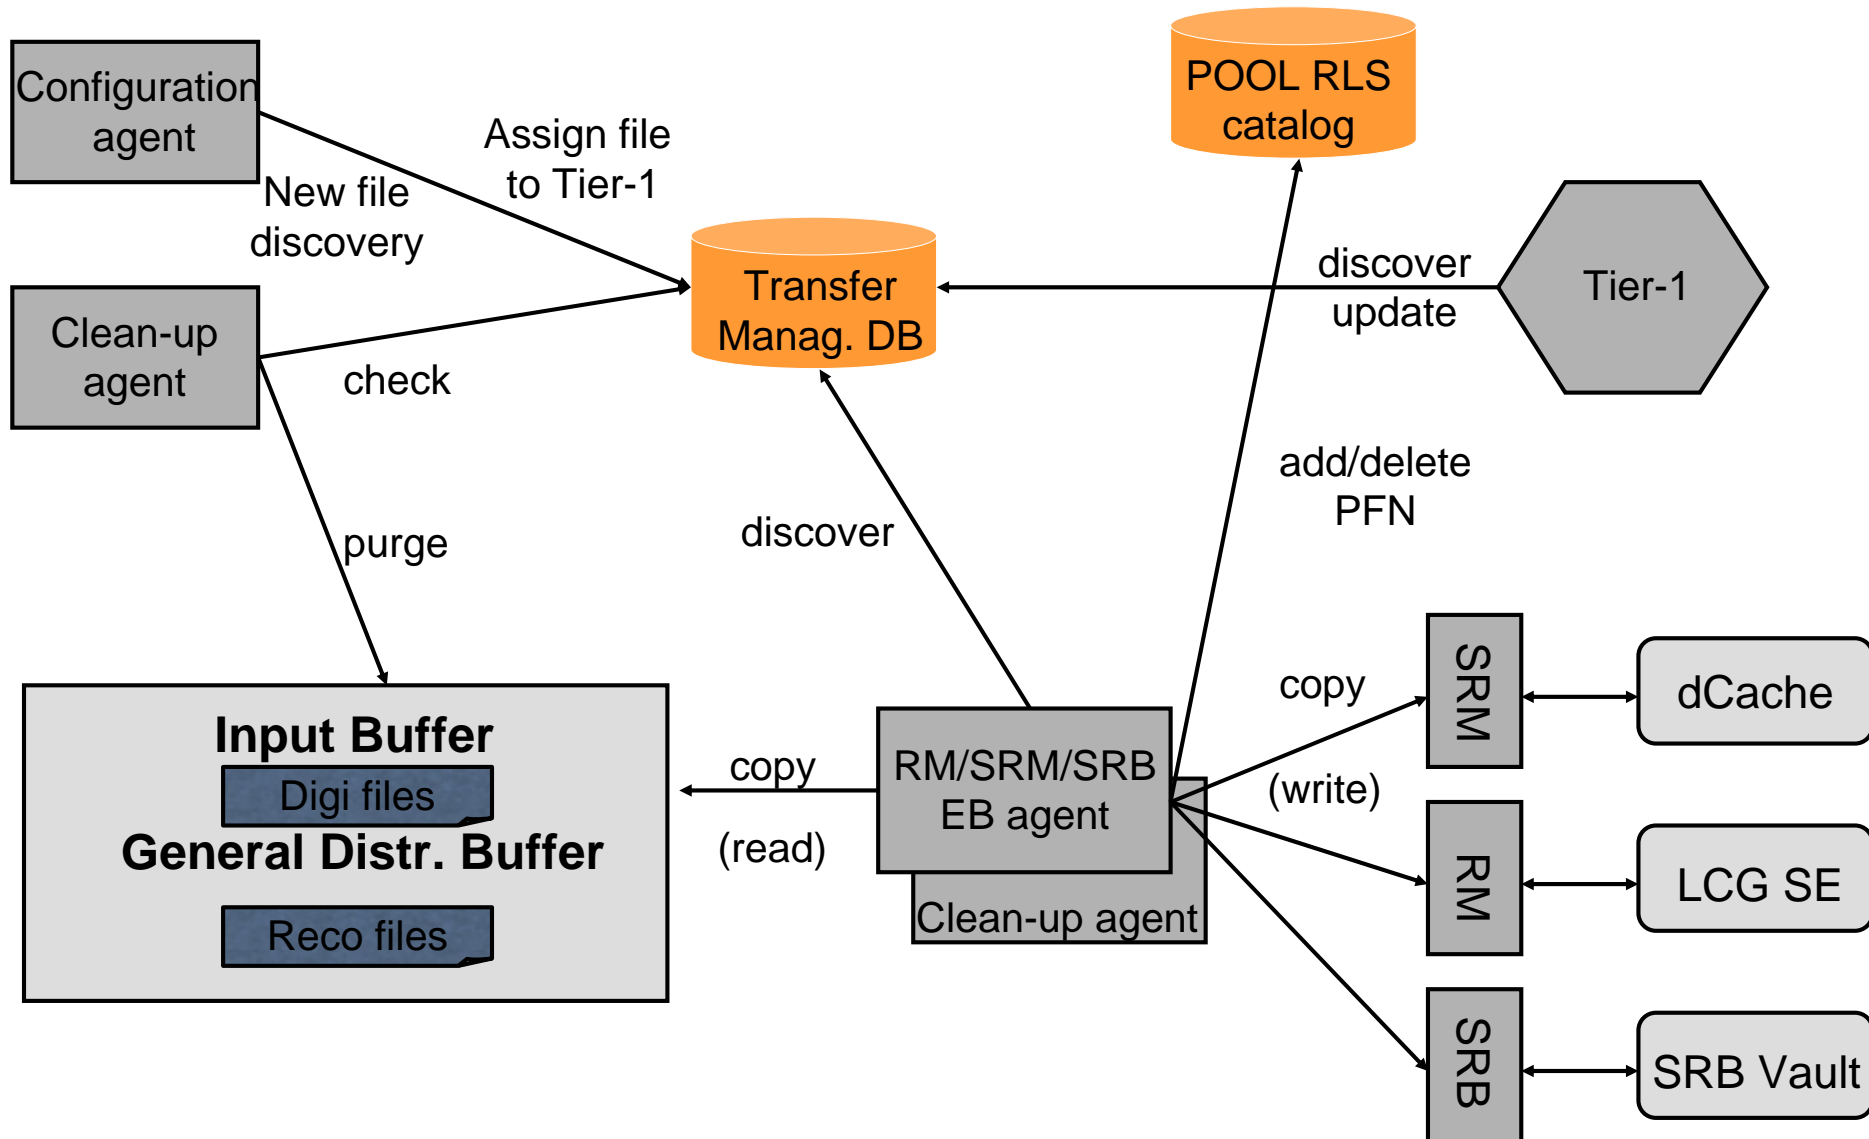 Configuration
agent
POOL RLS
catalog
Assign file
to Tier-1
New file
discovery
Transfer
Manag. DB
discover
update
Tier-1
Clean-up
agent
check
add/delete
PFN
purge
discover
Input Buffer
Digi files
General Distr. Buffer
Reco files
copy
(read)
RM/SRM/SRB
EB agent
Clean-up agent
copy
(write)
SRM
dCache
RM
LCG SE
SRB
SRB Vault